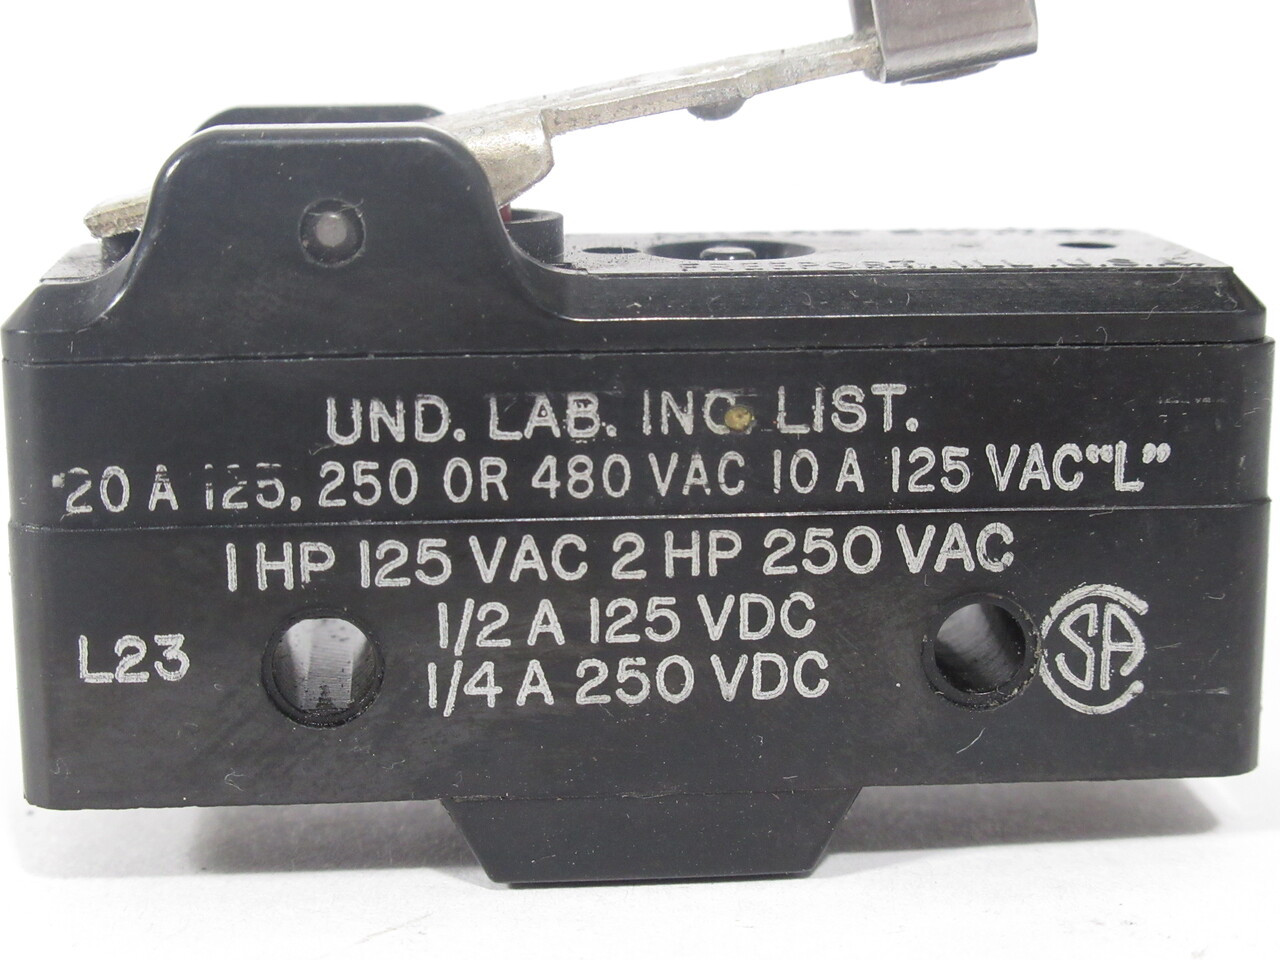 UND. LAB. INC. LIST.
20 A 125, 250 OR 480 VAC 10 A 125 VAC "L"
1 HP 125 VAC 2 HP 250 VAC
1/2 A 125 VDC
L23
1/4 A 250 VDC
SA